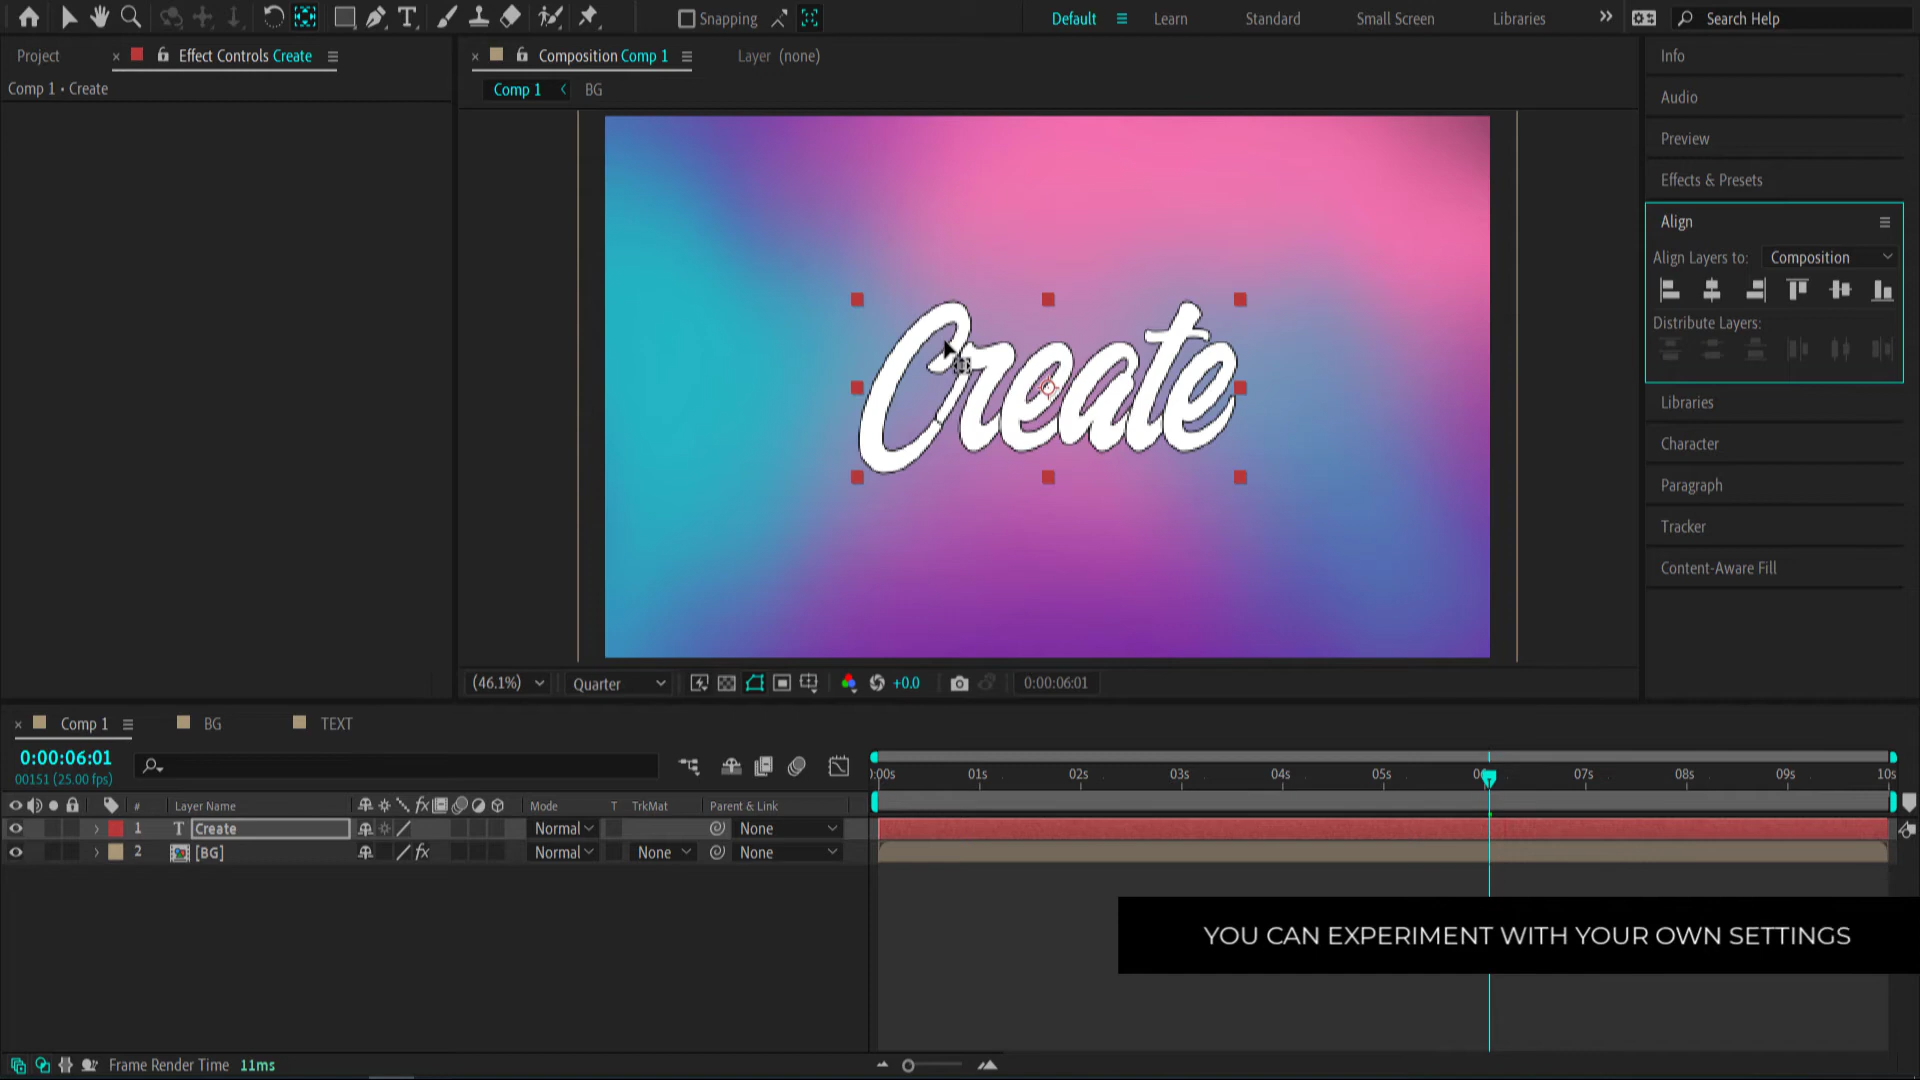 Snapping
Default
Learn
Standard
Small Screen
Libraries
Search Help
Project
Effect Controls Create
Composition Comp 1
Layer (none)
Info
Comp 1 • Create
Comp 1
BG
Audio
Preview
Effects & Presets
Align
Align Layers to: Composition
Distribute Layers:
Create
Libraries
Character
Paragraph
Tracker
Content-Aware Fill
(46.1%)
Quarter
+0.0
0:00:06:01
Comp 1
BG
TEXT
0:00:06:01
00151 (25.00 fps)
):00s 01s 02s 03s 04s 05s 07s 08s 09s 10s
# Layer Name fx Mode T TrkMat Parent & Link
1 T Create Normal None
2 [BG] fx Normal None None
YOU CAN EXPERIMENT WITH YOUR OWN SETTINGS
Frame Render Time 11ms